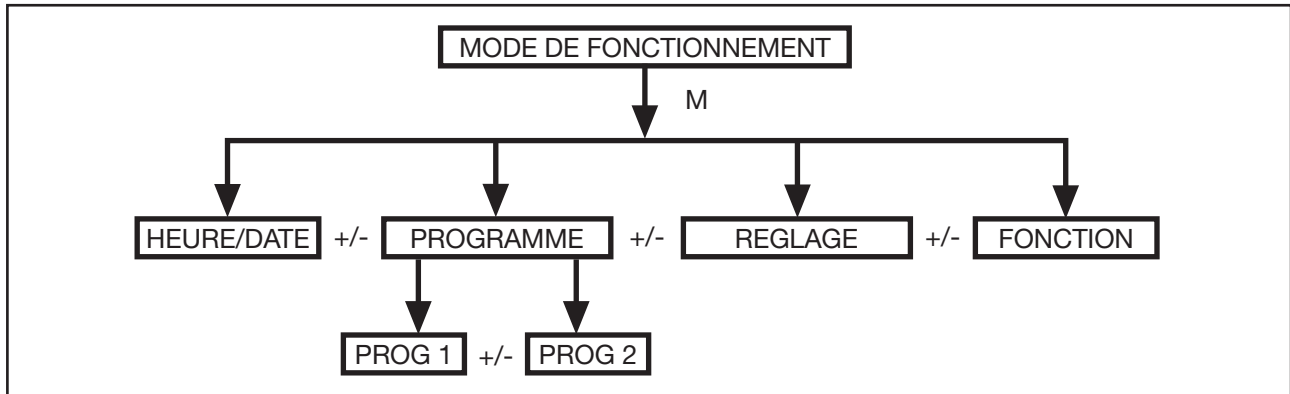 MODE DE FONCTIONNEMENT
M
HEURE/DATE +/- PROGRAMME +/- REGLAGE +/- FONCTION
PROG 1 +/- PROG 2